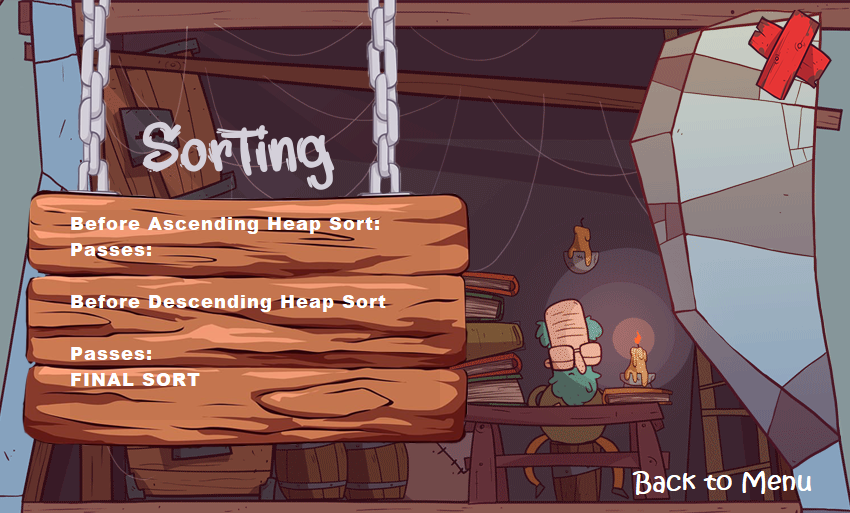 Sorting
Before Ascending Heap Sort:
Passes:
Before Descending Heap Sort
Passes:
FINAL SORT
Back to Menu